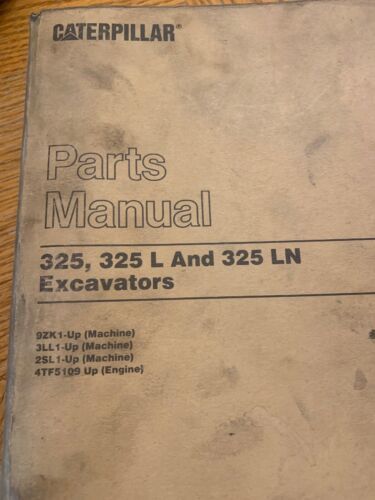 CATERPILLAR®
Parts
Manual
325, 325 L And 325 LN
Excavators
9ZK1-Up (Machine)
3LL1-Up (Machine)
2SL1-Up (Machine)
4TF5109 Up (Engine)